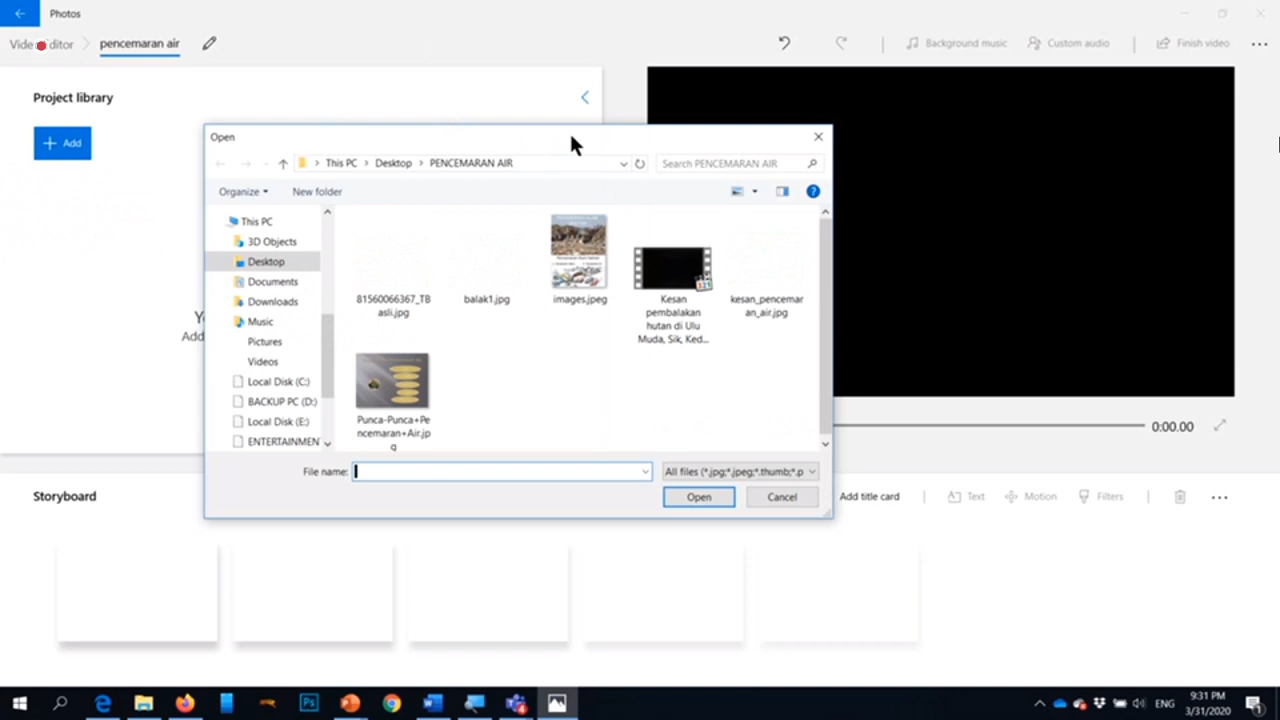 Photos
Video Editor
pencemaran air
Background music
Custom audio
Finish video
Project library
Add
Open
This PC > Desktop > PENCEMARAN AIR
Search PENCEMARAN AIR
Organize
New folder
This PC
3D Objects
Desktop
Documents
Downloads
Music
Pictures
Videos
Local Disk (C:)
BACKUP PC (D:)
Local Disk (E:)
ENTERTAINMEN
81560066367_TB
asli.jpg
balak1.jpg
images.jpeg
Kesan
pembalakan
hutan di Ulu
Muda, Sik, Ked...
kesan_pencemar
an_air.jpg
Punca-Punca+Pe
ncemaran+Air.jp
g
File name:
All files (*.jpg;*.jpeg;*.thumb;*.p
Open
Cancel
0:00.00
Storyboard
Add title card
Text
Motion
Filters
ENG
9:31 PM
3/31/2020